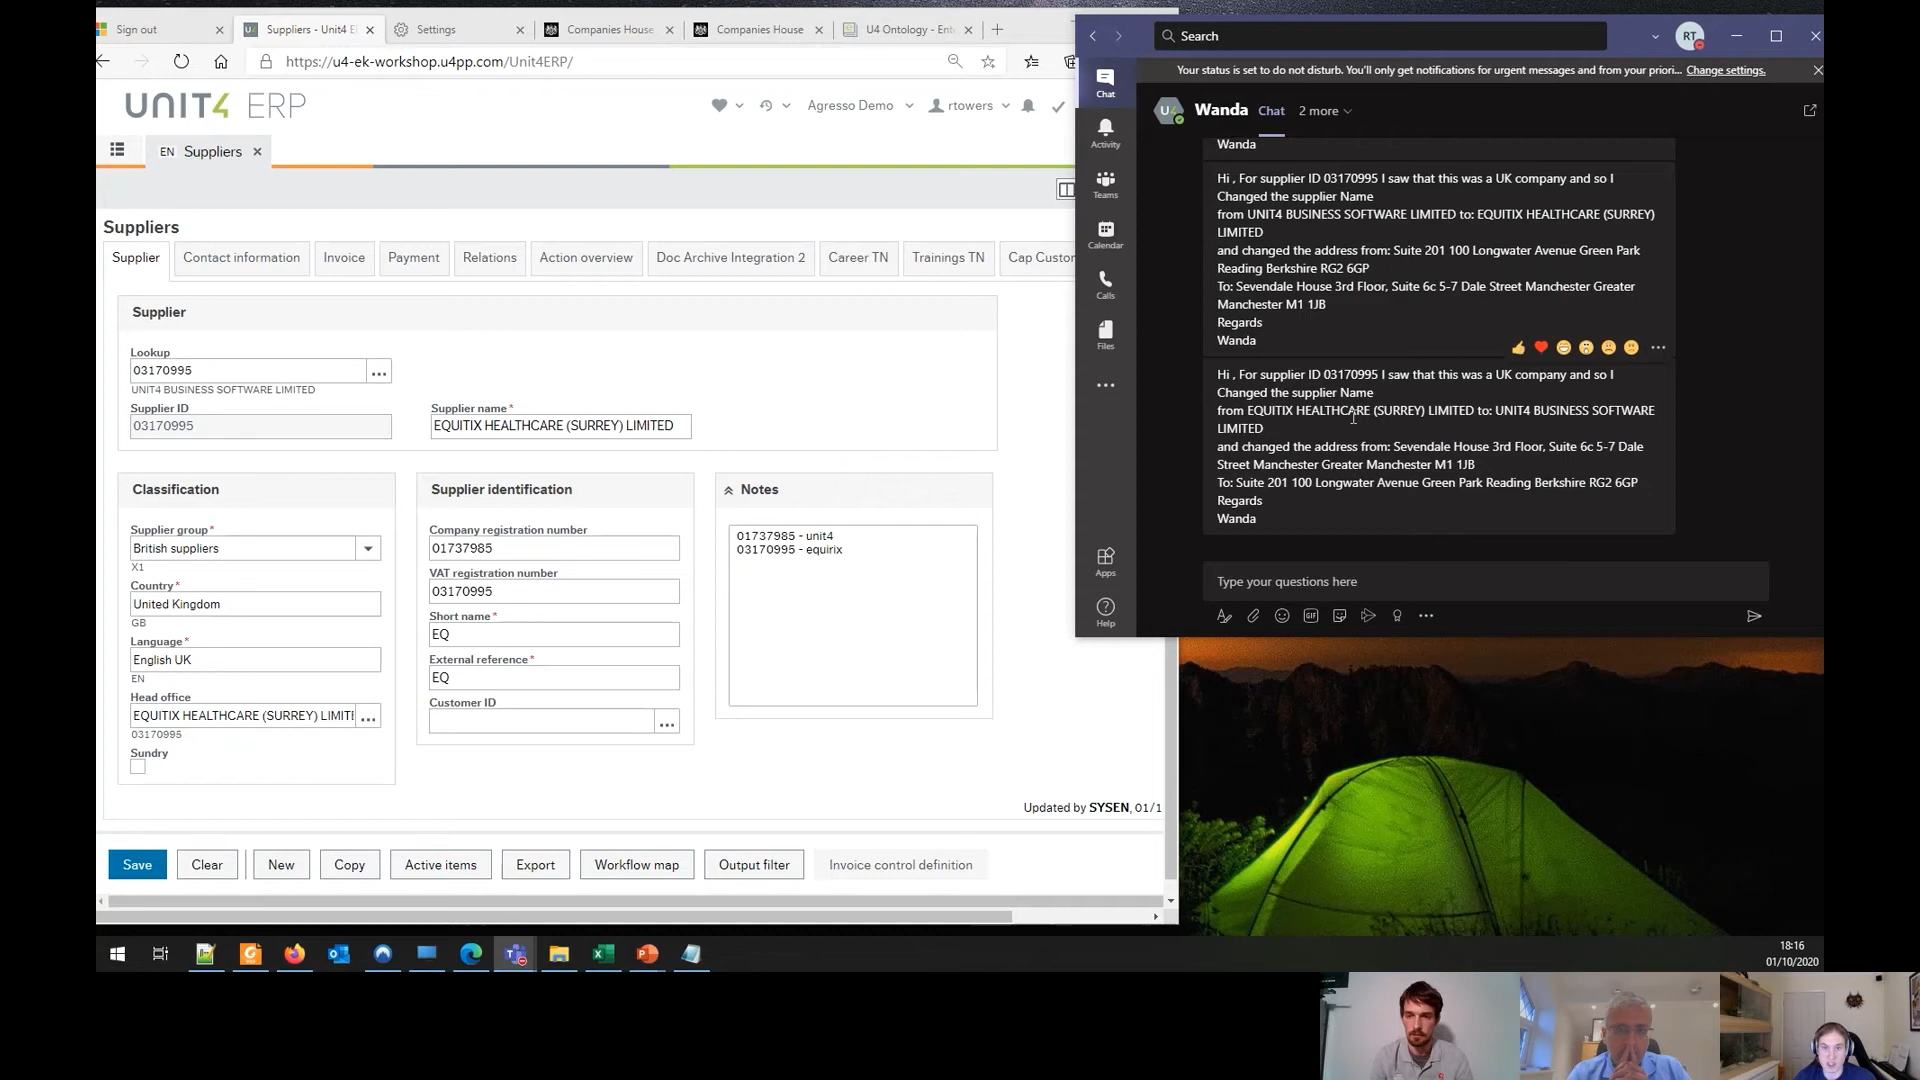 Sign out
Suppliers - Unit4 E
Settings
Companies House
Companies House
U4 Ontology - Ent
https://u4-ek-workshop.u4pp.com/Unit4ERP/
UNIT4 ERP
Agresso Demo
rtowers
EN Suppliers
Suppliers
Supplier
Contact information
Invoice
Payment
Relations
Action overview
Doc Archive Integration 2
Career TN
Trainings TN
Cap Custom
Supplier
Lookup
03170995
...
UNIT4 BUSINESS SOFTWARE LIMITED
Supplier ID
03170995
Supplier name*
EQUITIX HEALTHCARE (SURREY) LIMITED
Classification
Supplier group*
British suppliers
X1
Country*
United Kingdom
GB
Language*
English UK
EN
Head office
EQUITIX HEALTHCARE (SURREY) LIMITE
...
03170995
Sundry
Supplier identification
Company registration number
01737985
VAT registration number
03170995
Short name*
EQ
External reference*
EQ
Customer ID
...
Notes
01737985 - unit4
03170995 - equirix
Updated by SYSEN, 01/1
Save
Clear
New
Copy
Active items
Export
Workflow map
Output filter
Invoice control definition
Search
RT
Your status is set to do not disturb. You'll only get notifications for urgent messages and from your priori... Change settings.
Chat
Activity
Teams
Calendar
Calls
Files
Apps
Help
U4
Wanda
Chat
2 more
Wanda
Hi , For supplier ID 03170995 I saw that this was a UK company and so I
Changed the supplier Name
from UNIT4 BUSINESS SOFTWARE LIMITED to: EQUITIX HEALTHCARE (SURREY)
LIMITED
and changed the address from: Suite 201 100 Longwater Avenue Green Park
Reading Berkshire RG2 6GP
To: Sevendale House 3rd Floor, Suite 6c 5-7 Dale Street Manchester Greater
Manchester M1 1JB
Regards
Wanda
Hi , For supplier ID 03170995 I saw that this was a UK company and so I
Changed the supplier Name
from EQUITIX HEALTHCARE (SURREY) LIMITED to: UNIT4 BUSINESS SOFTWARE
LIMITED
and changed the address from: Sevendale House 3rd Floor, Suite 6c 5-7 Dale
Street Manchester Greater Manchester M1 1JB
To: Suite 201 100 Longwater Avenue Green Park Reading Berkshire RG2 6GP
Regards
Wanda
Type your questions here
GIF
18:16
01/10/2020